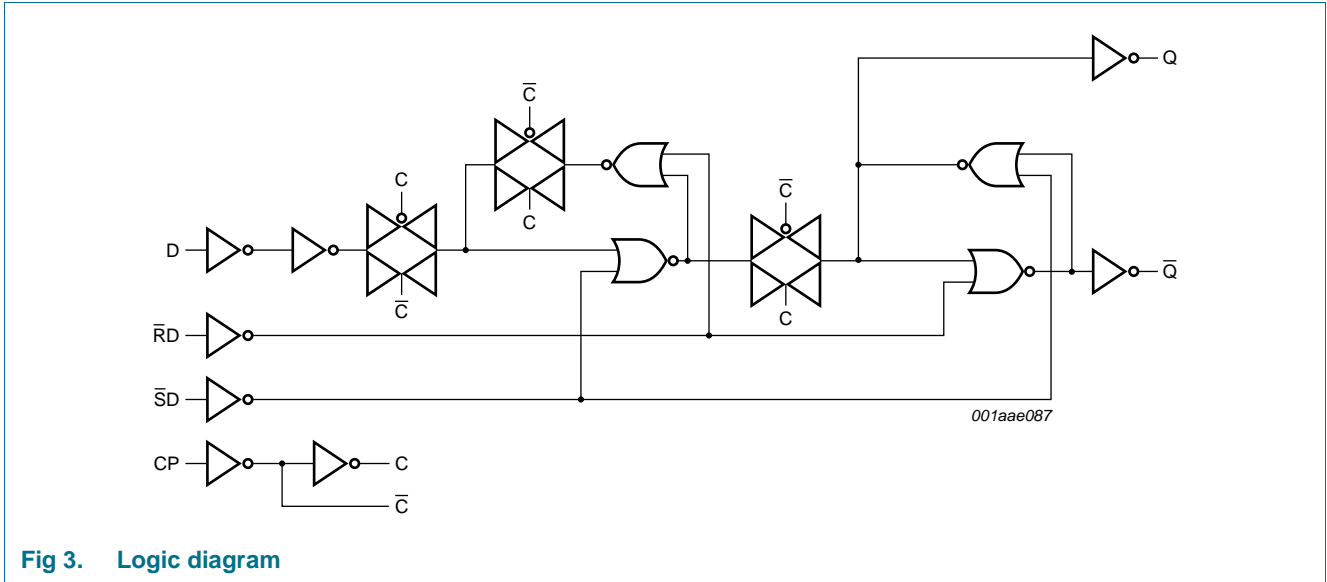 Q
C̅
C
C̅
C
C
D
Q̅
C̅
C
R̅D
S̅D
001aae087
CP
C
C̅
Fig 3. Logic diagram